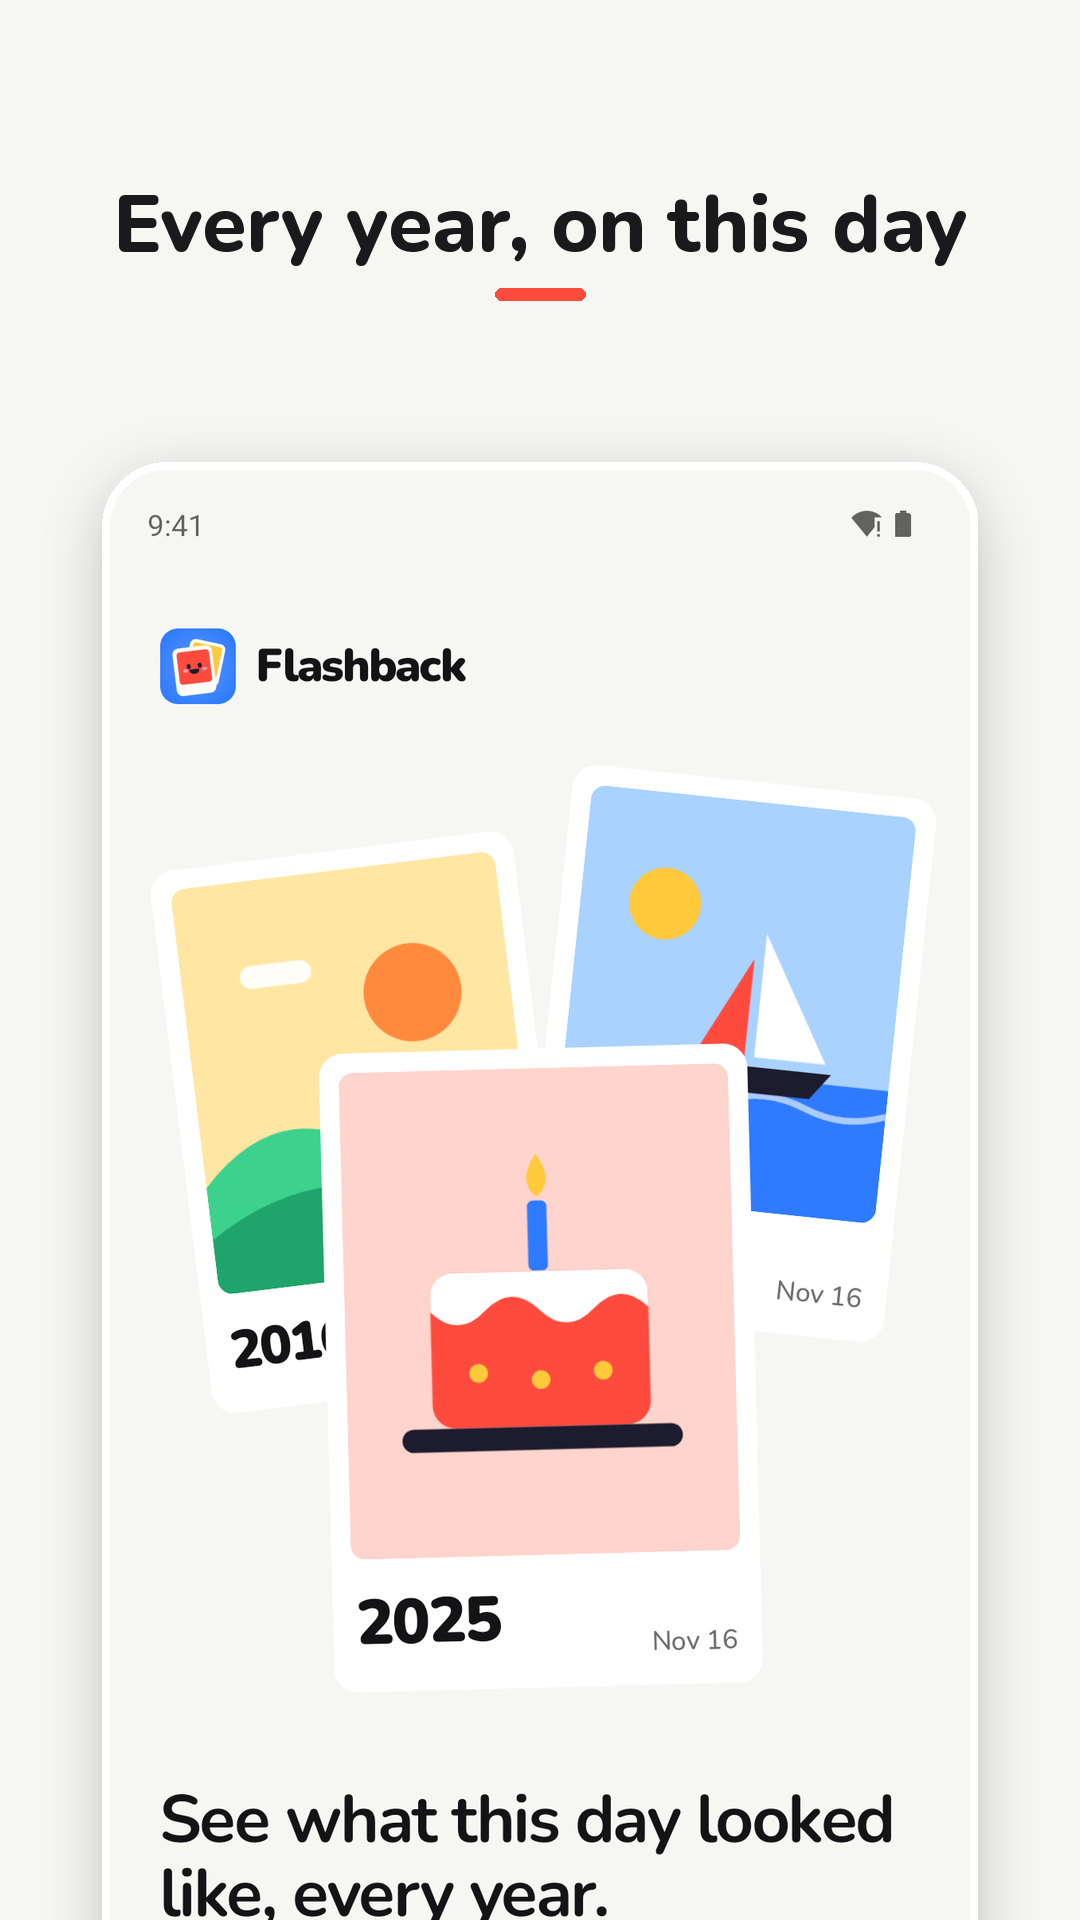 Every year, on this day
9:41
Flashback
Nov 16
2025
Nov 16
See what this day looked
like, every year.